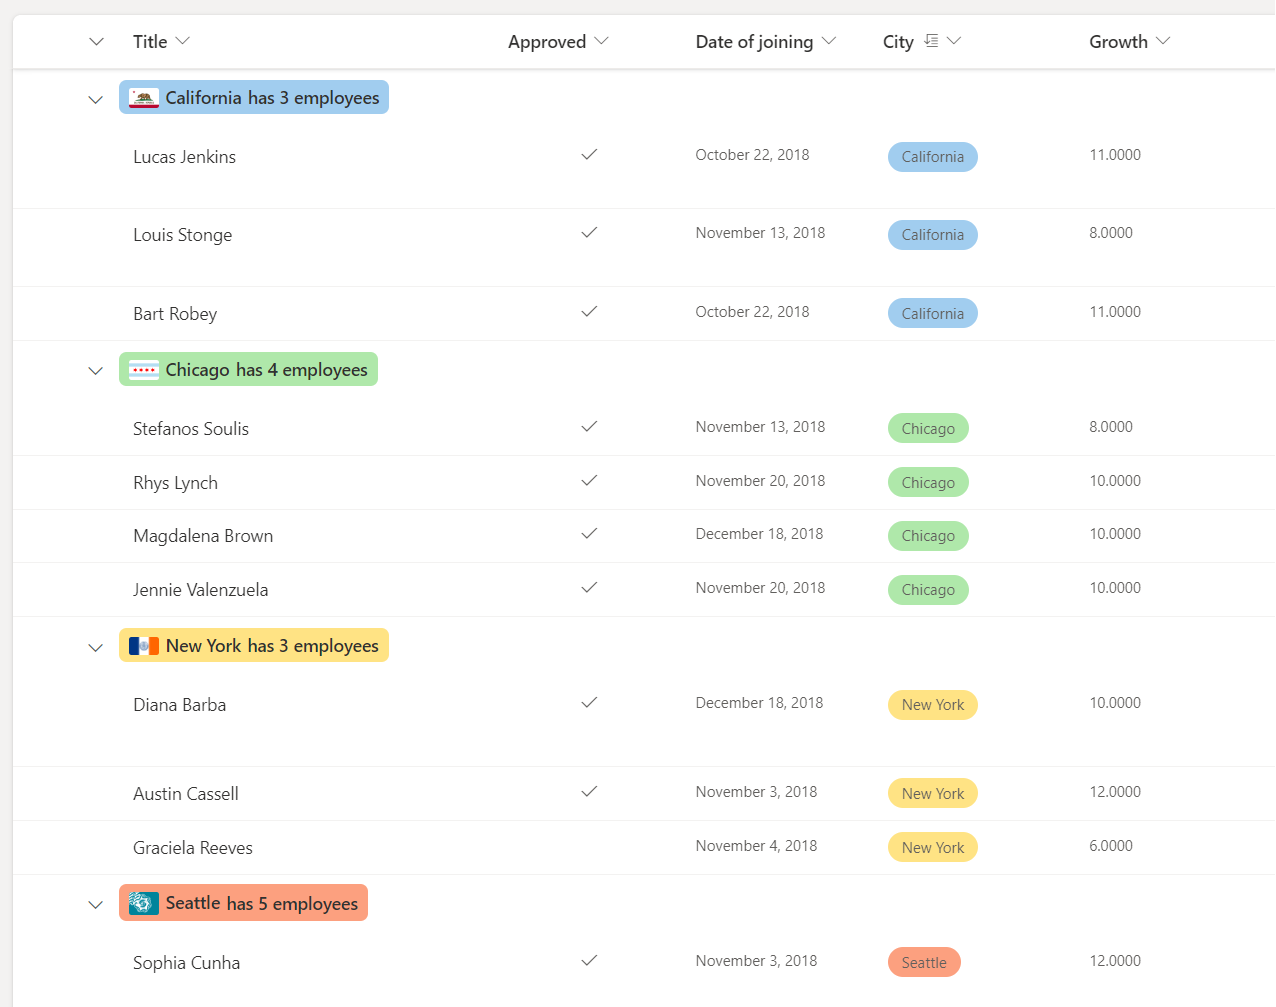 Title Approved Date of joining City Growth
California has 3 employees
Lucas Jenkins October 22, 2018 California 11.0000
Louis Stonge November 13, 2018 California 8.0000
Bart Robey October 22, 2018 California 11.0000
Chicago has 4 employees
Stefanos Soulis November 13, 2018 Chicago 8.0000
Rhys Lynch November 20, 2018 Chicago 10.0000
Magdalena Brown December 18, 2018 Chicago 10.0000
Jennie Valenzuela November 20, 2018 Chicago 10.0000
New York has 3 employees
Diana Barba December 18, 2018 New York 10.0000
Austin Cassell November 3, 2018 New York 12.0000
Graciela Reeves November 4, 2018 New York 6.0000
Seattle has 5 employees
Sophia Cunha November 3, 2018 Seattle 12.0000